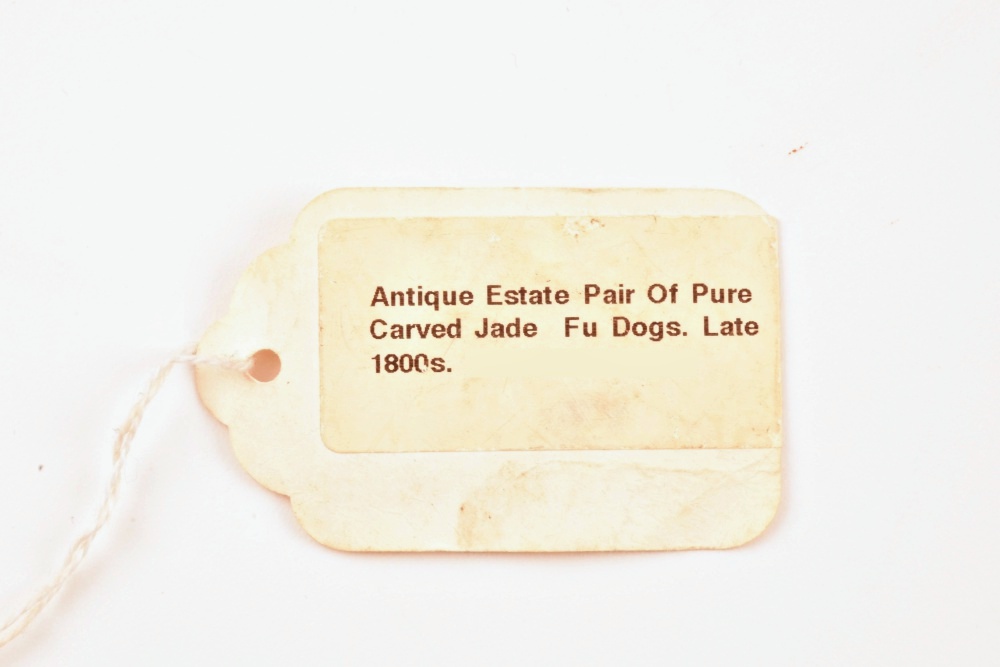 Antique Estate Pair Of Pure
Carved Jade Fu Dogs. Late
1800s.